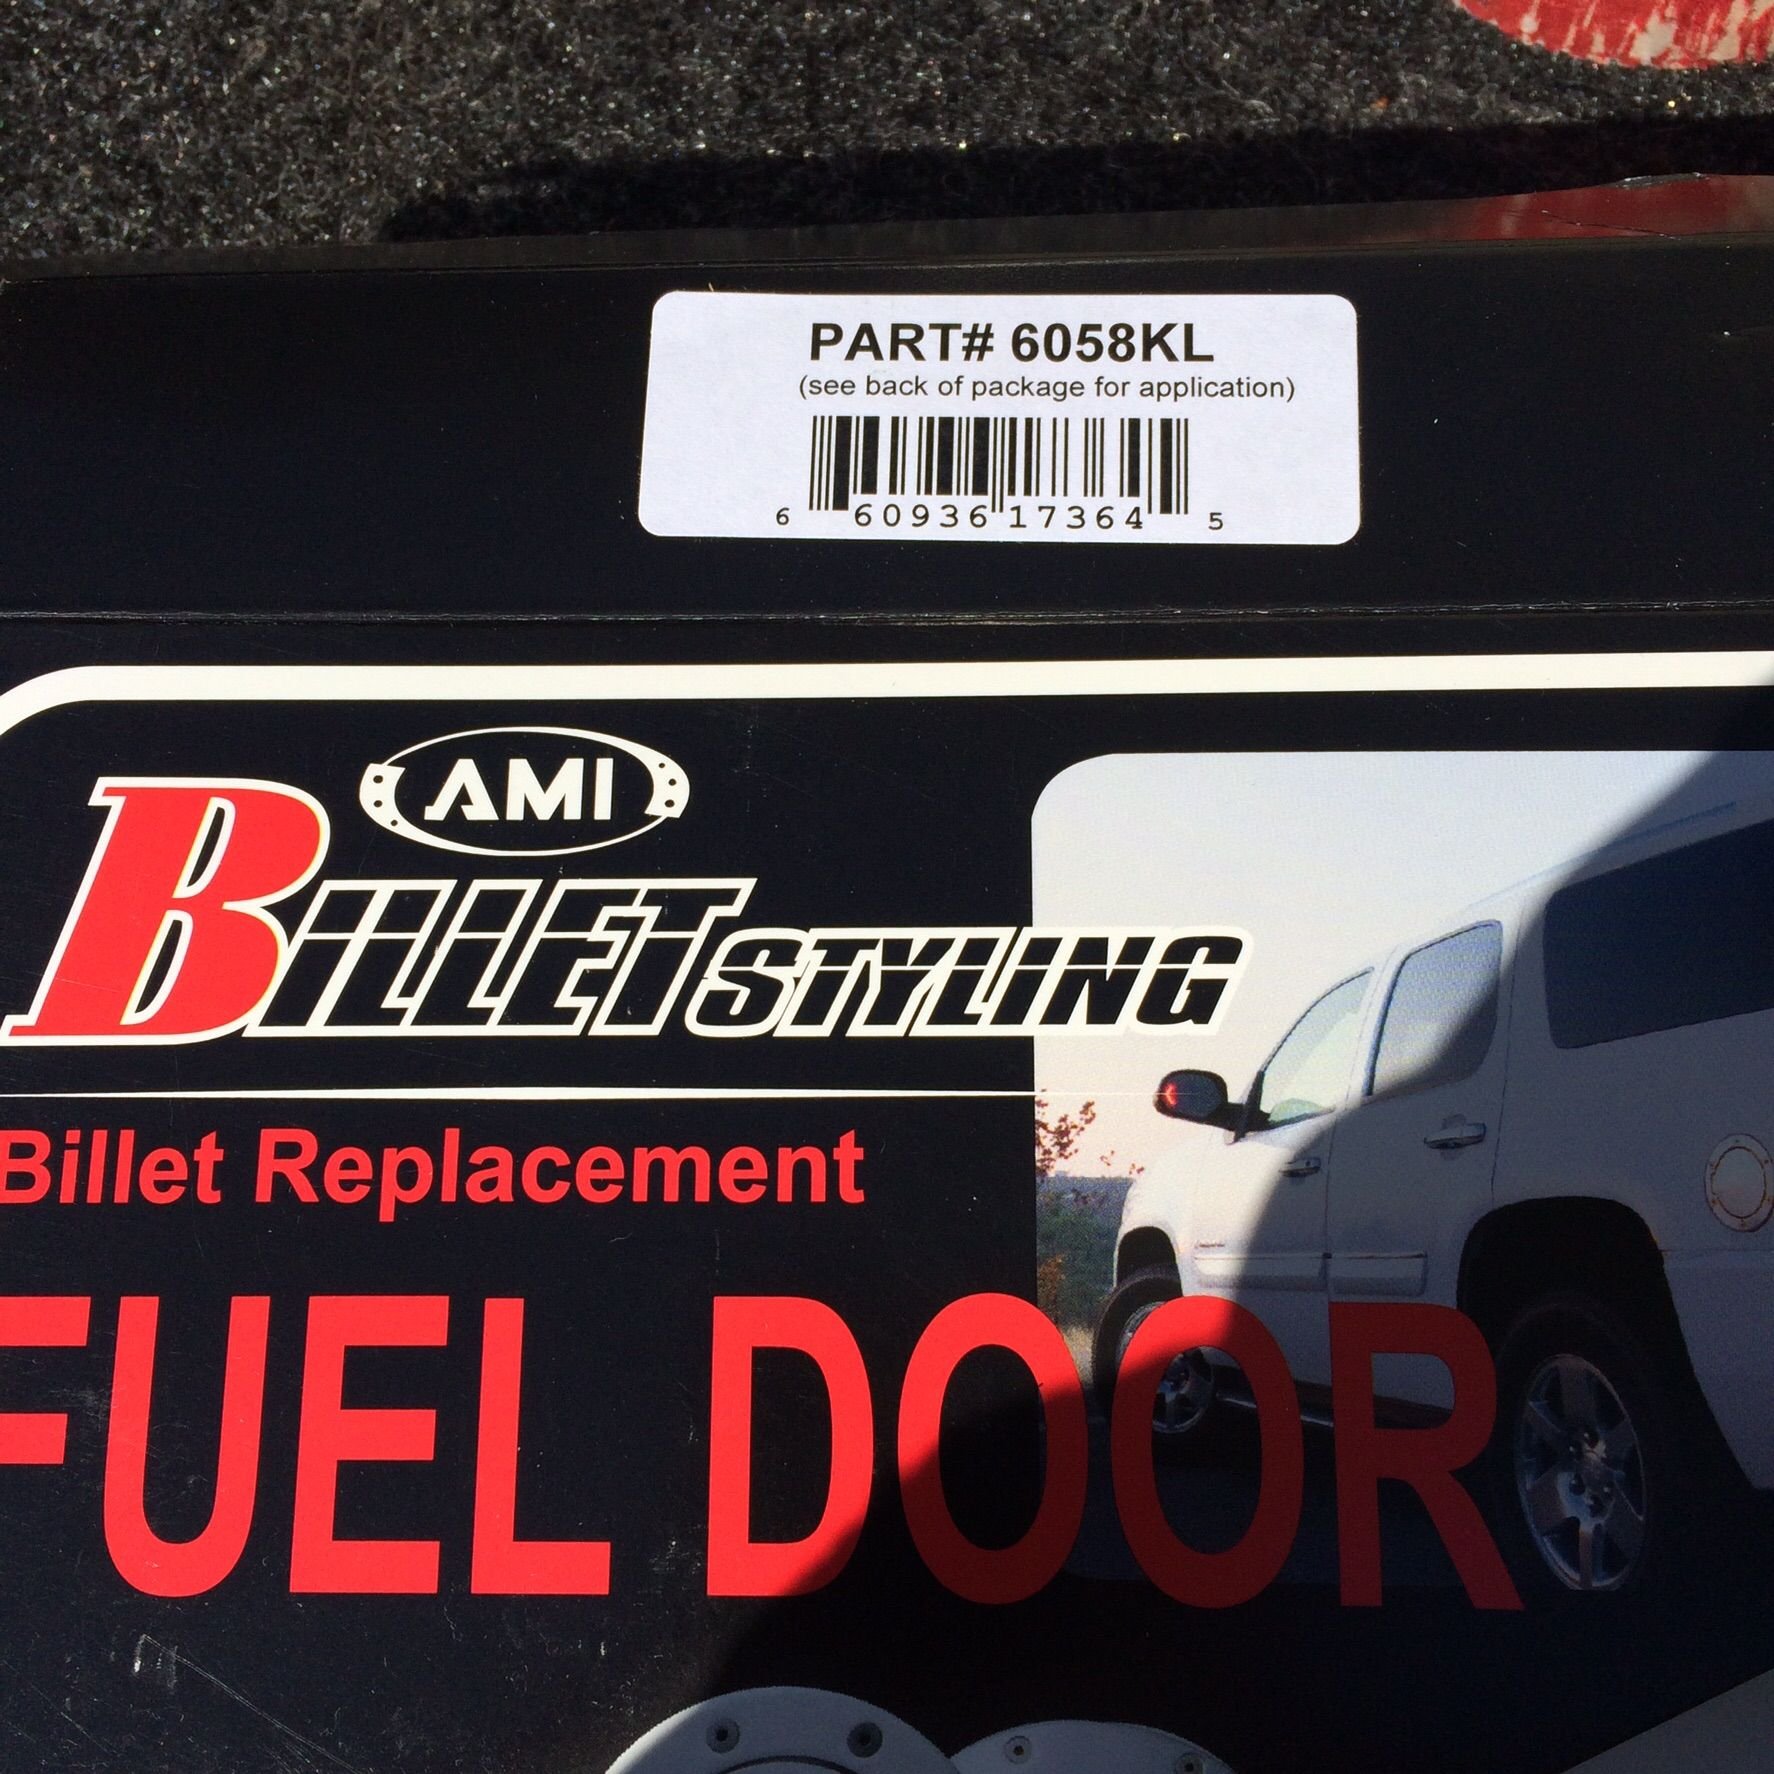 PART# 6058KL
(see back of package for application)
6 60936 17364 5
AMI
BILLET STYLING
Billet Replacement
FUEL DOOR